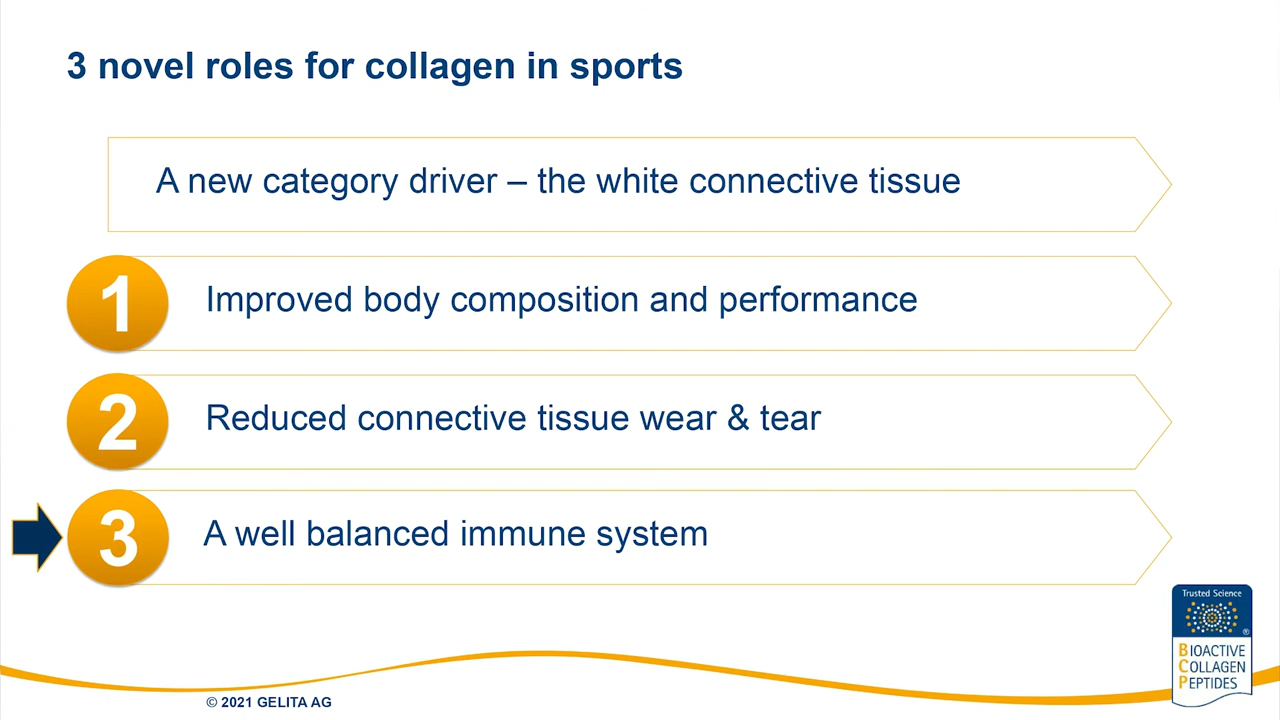 3 novel roles for collagen in sports
A new category driver – the white connective tissue
1
Improved body composition and performance
2
Reduced connective tissue wear & tear
3
A well balanced immune system
Trusted Science
®
BIOACTIVE
COLLAGEN
PEPTIDES
© 2021 GELITA AG